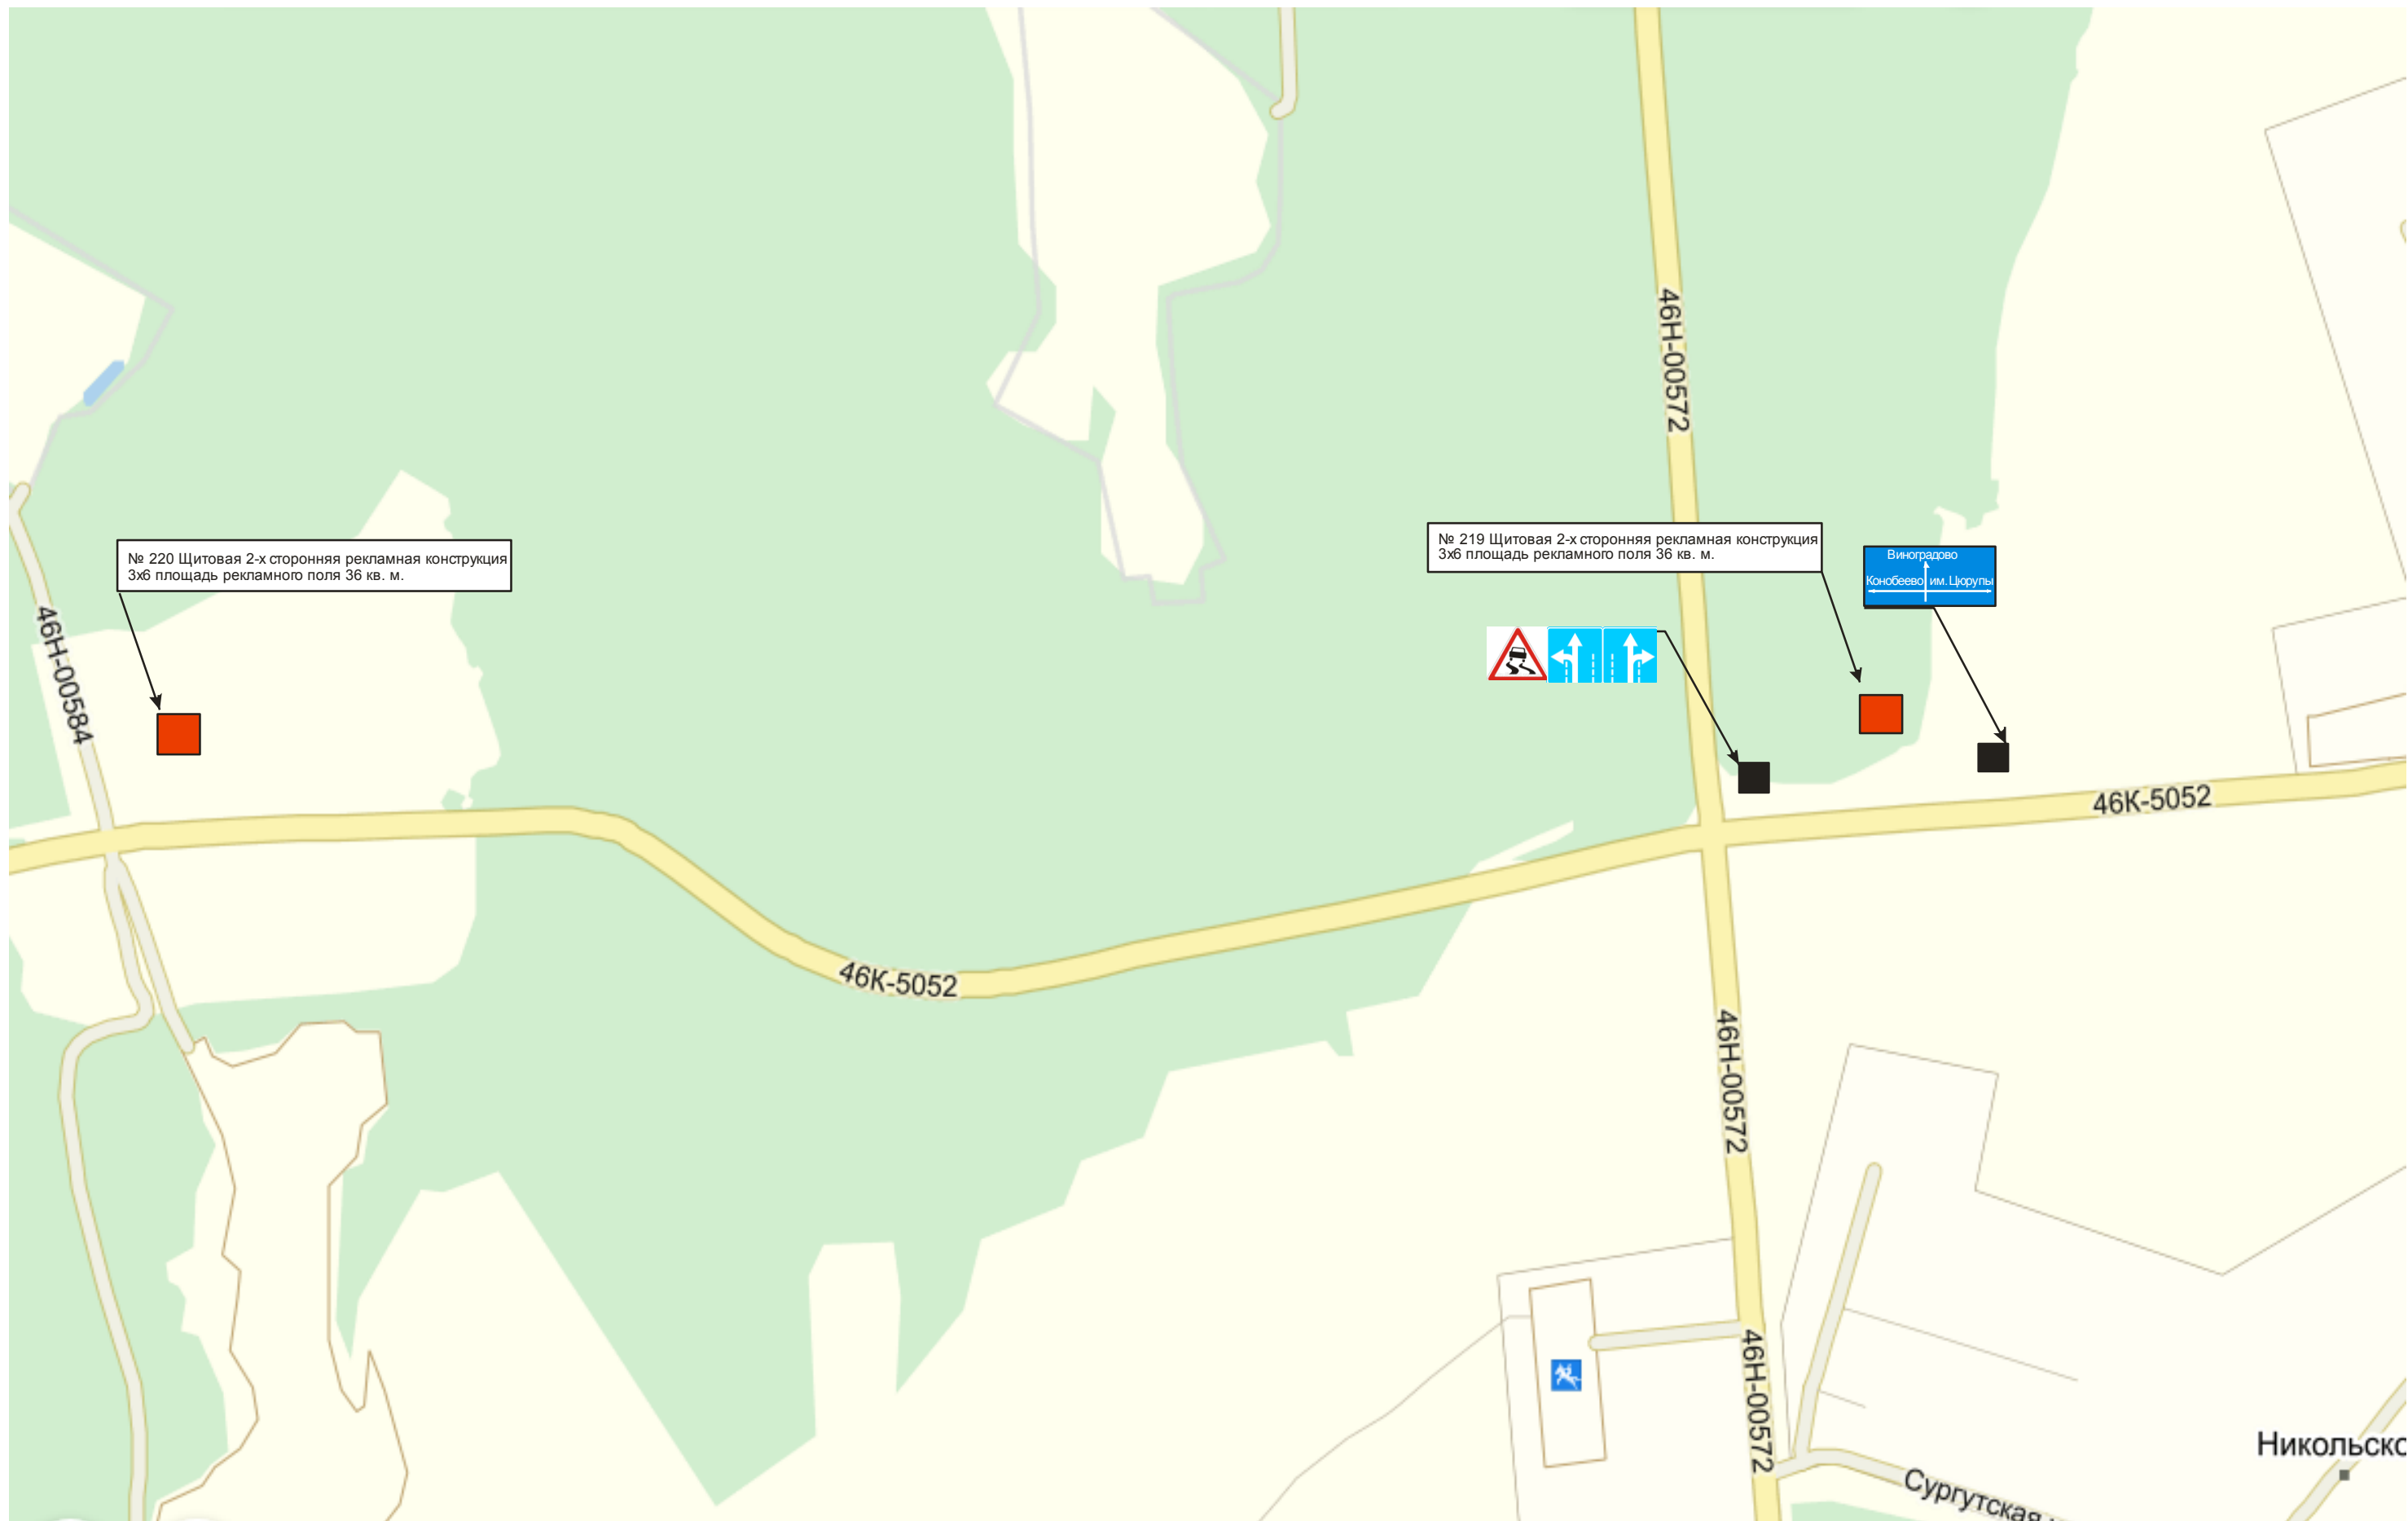 46Н-00572
№ 220 Щитовая 2-х сторонняя рекламная конструкция
3х6 площадь рекламного поля 36 кв. м.
№ 219 Щитовая 2-х сторонняя рекламная конструкция
3х6 площадь рекламного поля 36 кв. м.
Виноградово
Конобеево им. Цюрупы
46Н-00584
46К-5052
46К-5052
46Н-00572
46Н-00572
Никольско
Сургутская